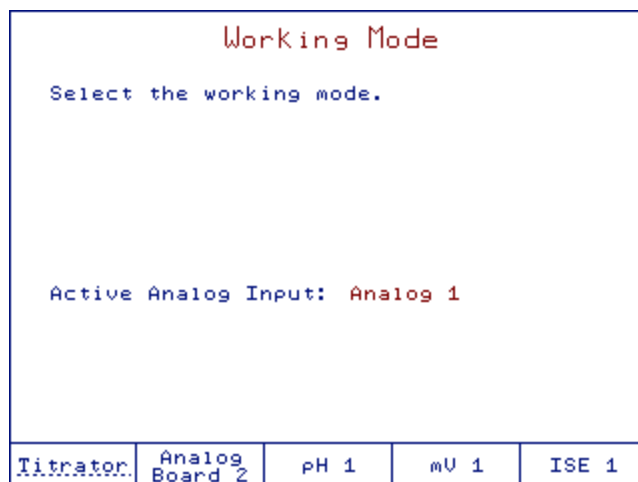 Working Mode
Select the working mode.
Active Analog Input: Analog 1
Titrator
Analog
Board 2
pH 1
mV 1
ISE 1